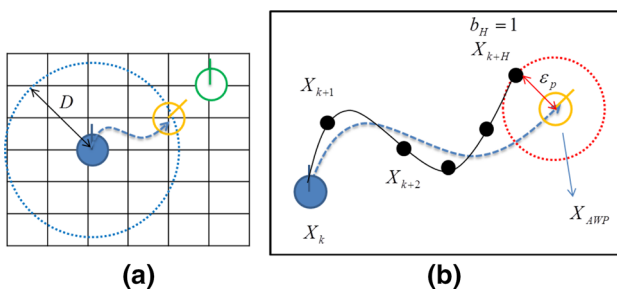 D
(a)
b_H = 1
X_{k+H}
X_{k+1}
ε_p
X_{k+2}
X_{AWP}
X_k
(b)